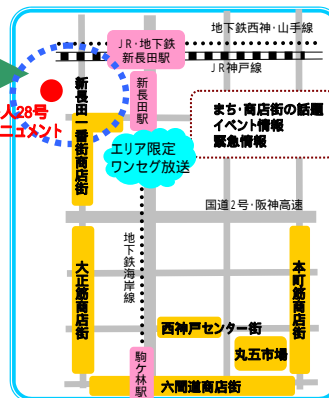 地下鉄西神・山手線
JR・地下鉄
新長田駅
JR神戸線
人28号
ニュメント
新長田一番街商店街
新長田駅
まち・商店街の話題
イベント情報
緊急情報
エリア限定
ワンセグ放送
国道2号・阪神高速
地下鉄海岸線
大正筋商店街
本町筋商店街
西神戸センター街
丸五市場
駒ケ林駅
六間道商店街